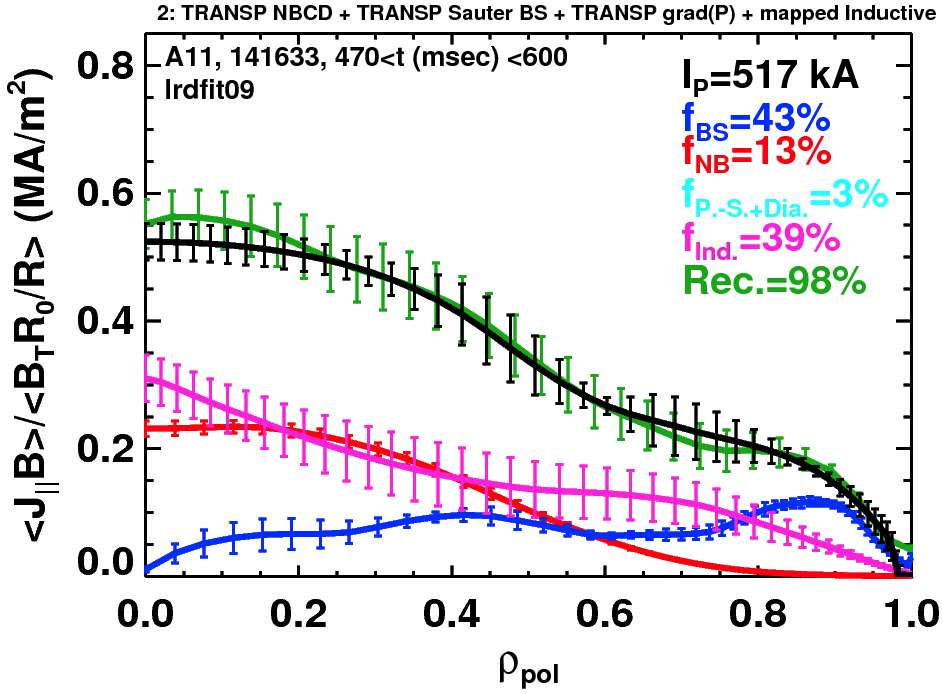 2: TRANSP NBCD + TRANSP Sauter BS + TRANSP grad(P) + mapped Inductive
A11, 141633, 470<t (msec) <600
lrdfit09
I_P=517 kA
f_BS=43%
f_NB=13%
f_P.-S.+Dia.=3%
f_Ind.=39%
Rec.=98%
<J_||B>/<B_TR_0/R> (MA/m^2)
0.8
0.6
0.4
0.2
0.0
0.0 0.2 0.4 0.6 0.8 1.0
ρ_pol